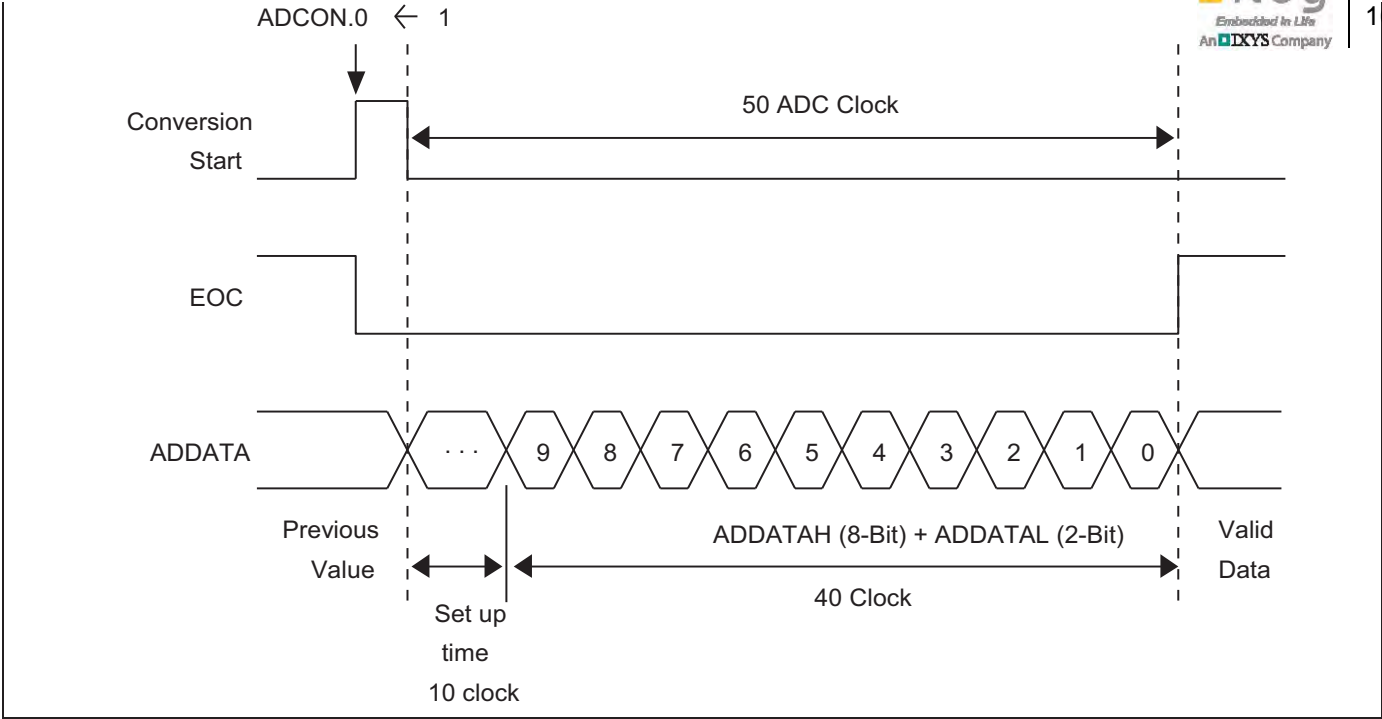 ADCON.0 ← 1
Embedded In Life
An IXYS Company
1
50 ADC Clock
Conversion
Start
EOC
ADDATA
· · · 9 8 7 6 5 4 3 2 1 0
Previous
Value
ADDATAH (8-Bit) + ADDATAL (2-Bit)
Valid
Data
40 Clock
Set up
time
10 clock